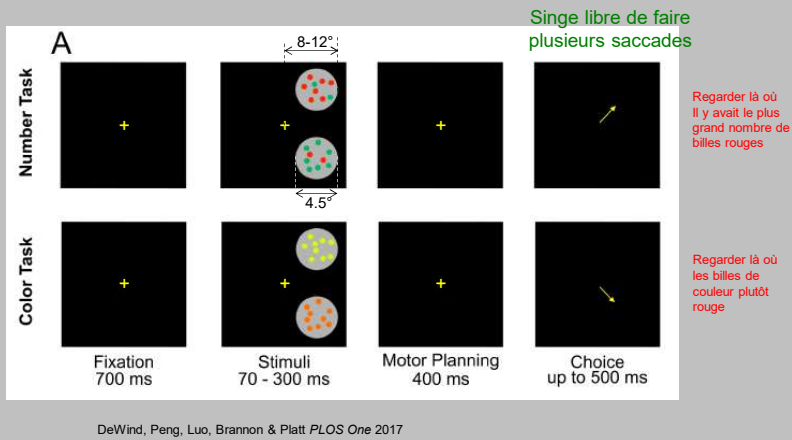 Singe libre de faire
plusieurs saccades
A
8-12°
Number Task
4.5°
Regarder là où
Il y avait le plus
grand nombre de
billes rouges
Color Task
Regarder là où
les billes de
couleur plutôt
rouge
Fixation
700 ms
Stimuli
70 - 300 ms
Motor Planning
400 ms
Choice
up to 500 ms
DeWind, Peng, Luo, Brannon & Platt PLOS One 2017